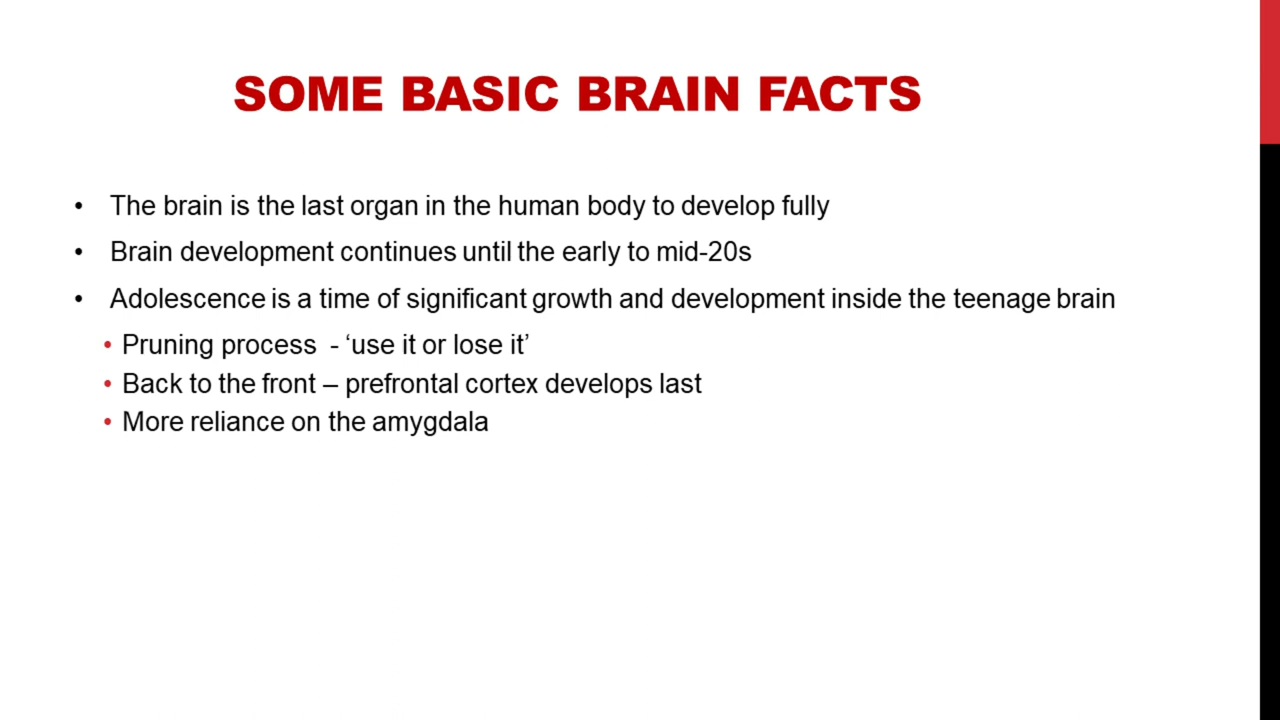 SOME BASIC BRAIN FACTS
• The brain is the last organ in the human body to develop fully
• Brain development continues until the early to mid-20s
• Adolescence is a time of significant growth and development inside the teenage brain
• Pruning process  - ‘use it or lose it’
• Back to the front – prefrontal cortex develops last
• More reliance on the amygdala